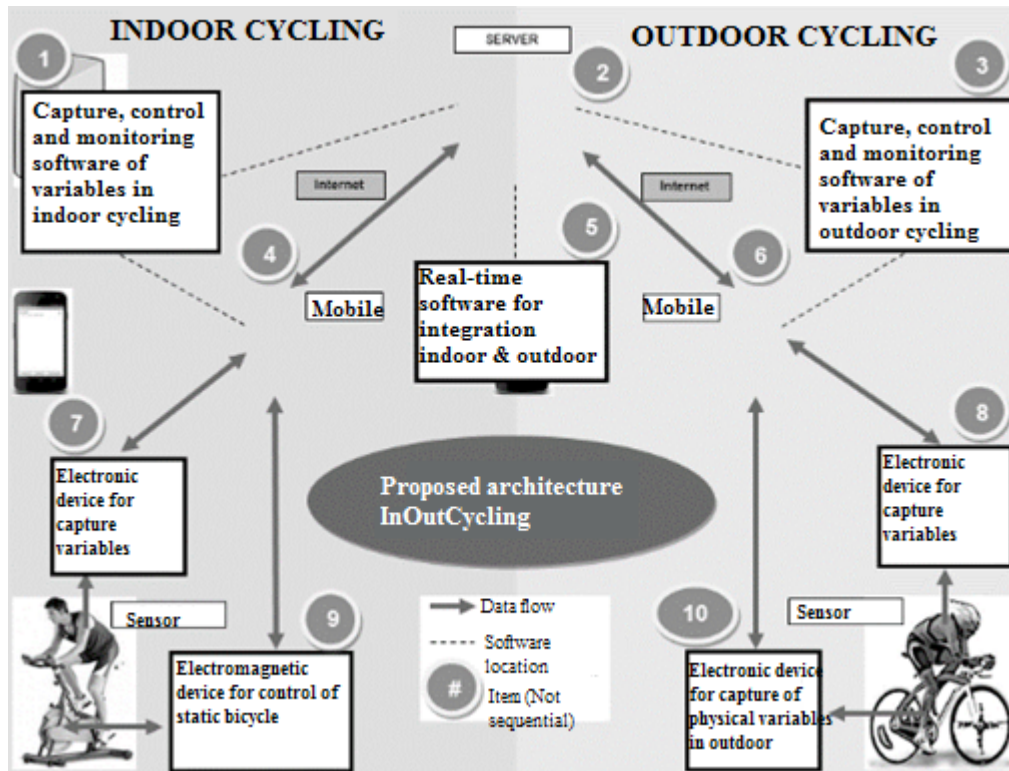 INDOOR CYCLING
SERVER
OUTDOOR CYCLING
1
2
3
Capture, control
and monitoring
software of
variables in
indoor cycling
Capture, control
and monitoring
software of
variables in
outdoor cycling
Internet
Internet
4
5
6
Mobile
Real-time
software for
integration
indoor & outdoor
Mobile
7
8
Electronic
device for
capture
variables
Electronic
device for
capture
variables
Proposed architecture
InOutCycling
Sensor
9
10
Sensor
Data flow
Software
location
#
Item (Not
sequential)
Electromagnetic
device for control of
static bicycle
Electronic device
for capture of
physical variables
in outdoor